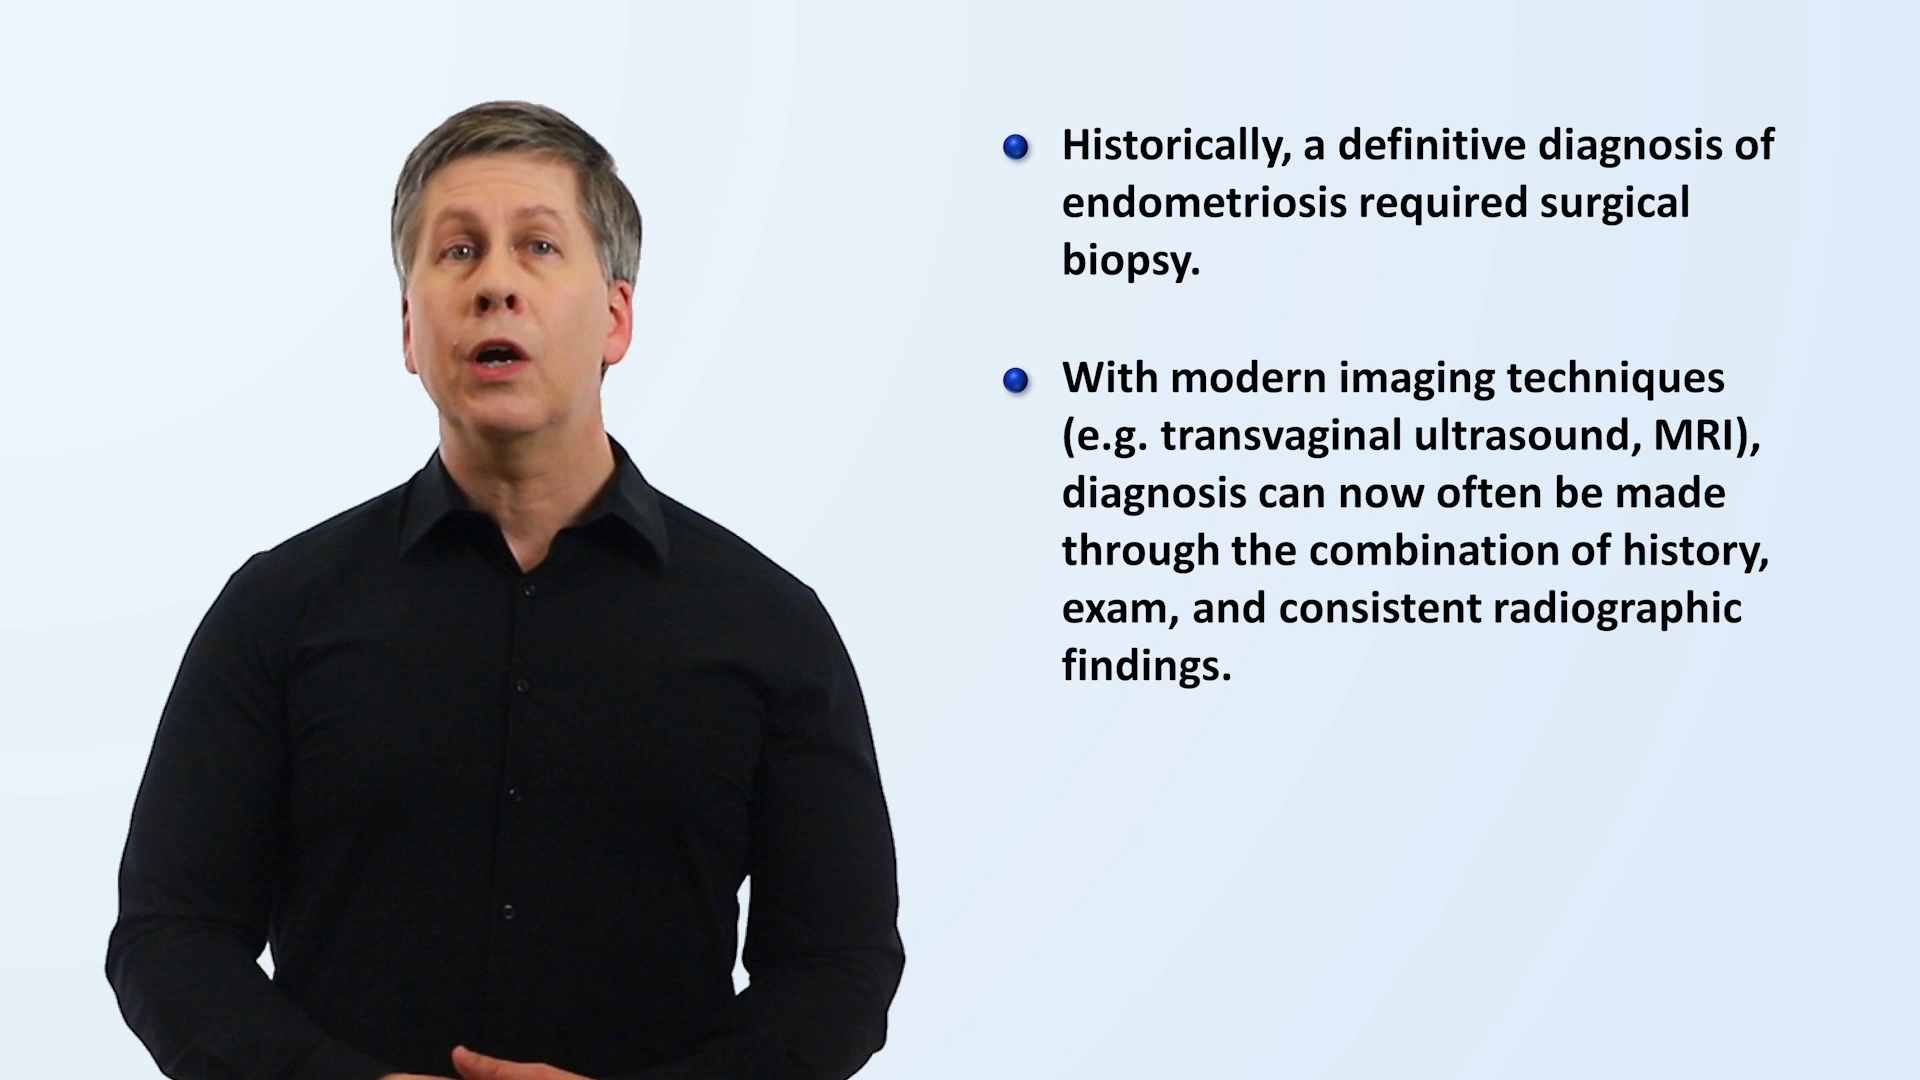 Historically, a definitive diagnosis of
endometriosis required surgical
biopsy.
With modern imaging techniques
(e.g. transvaginal ultrasound, MRI),
diagnosis can now often be made
through the combination of history,
exam, and consistent radiographic
findings.